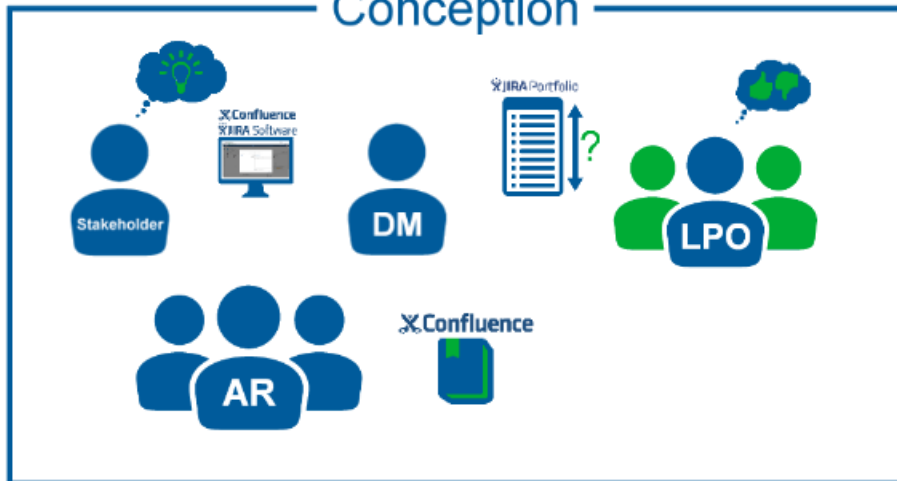 Conception
JIRA Portfolio
Confluence
JIRA Software
?
Stakeholder
DM
LPO
Confluence
AR